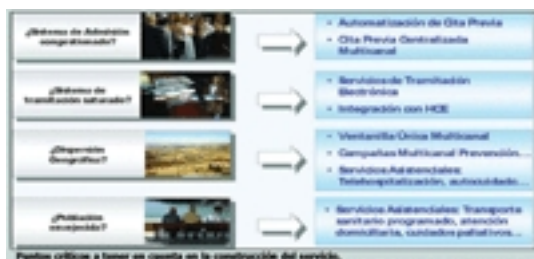 ¿Sistema de Admisión
congestionado?
• Automatización de Cita Previa
• Cita Previa Centralizada
Multicanal
¿Sistema de
tramitación saturado?
• Servicios de Tramitación
Electrónica
• Integración con HCE
¿Dispersión
Geográfica?
• Ventanilla Única Multicanal
• Campañas Multicanal Prevención...
• Servicios Asistenciales:
Telehospitalización, autocuidado...
¿Población
envejecida?
• Servicios Asistenciales: Transporte
sanitario programado, atención
domiciliaria, cuidados paliativos...
Puntos críticos a tener en cuenta en la construcción del servicio.